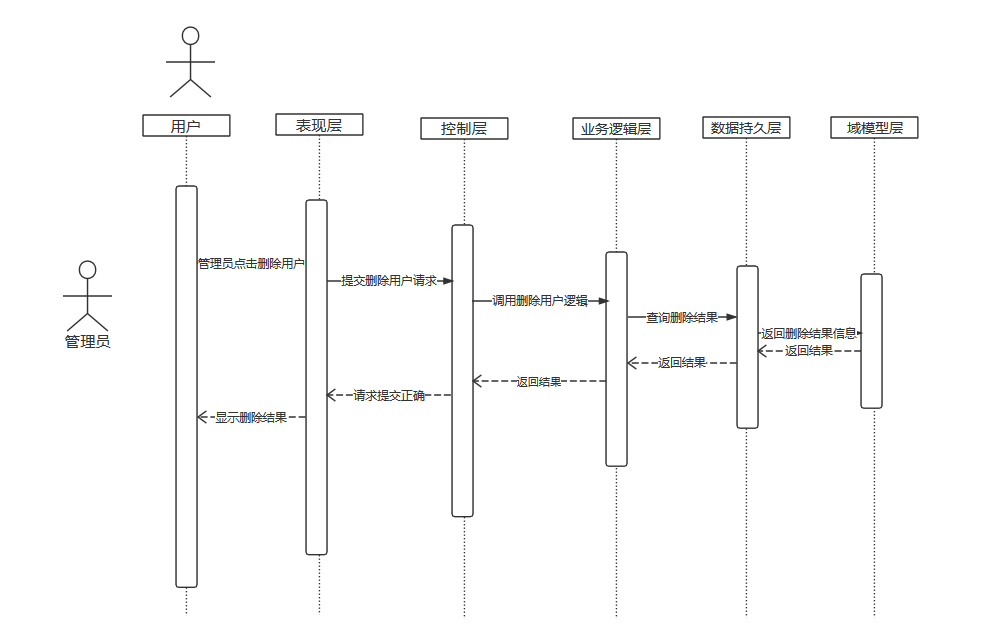 用户
表现层
控制层
业务逻辑层
数据持久层
域模型层
管理员点击删除用户
提交删除用户请求
调用删除用户逻辑
查询删除结果
返回删除结果信息
管理员
返回结果
返回结果
返回结果
请求提交正确
显示删除结果